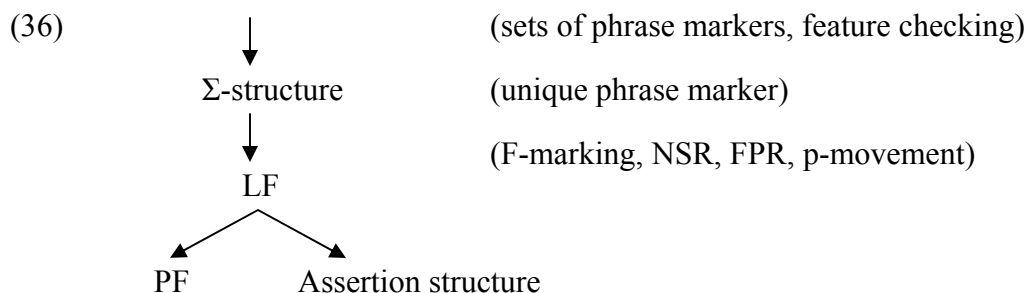 (36) (sets of phrase markers, feature checking)
Σ-structure (unique phrase marker)
(F-marking, NSR, FPR, p-movement)
LF
PF Assertion structure